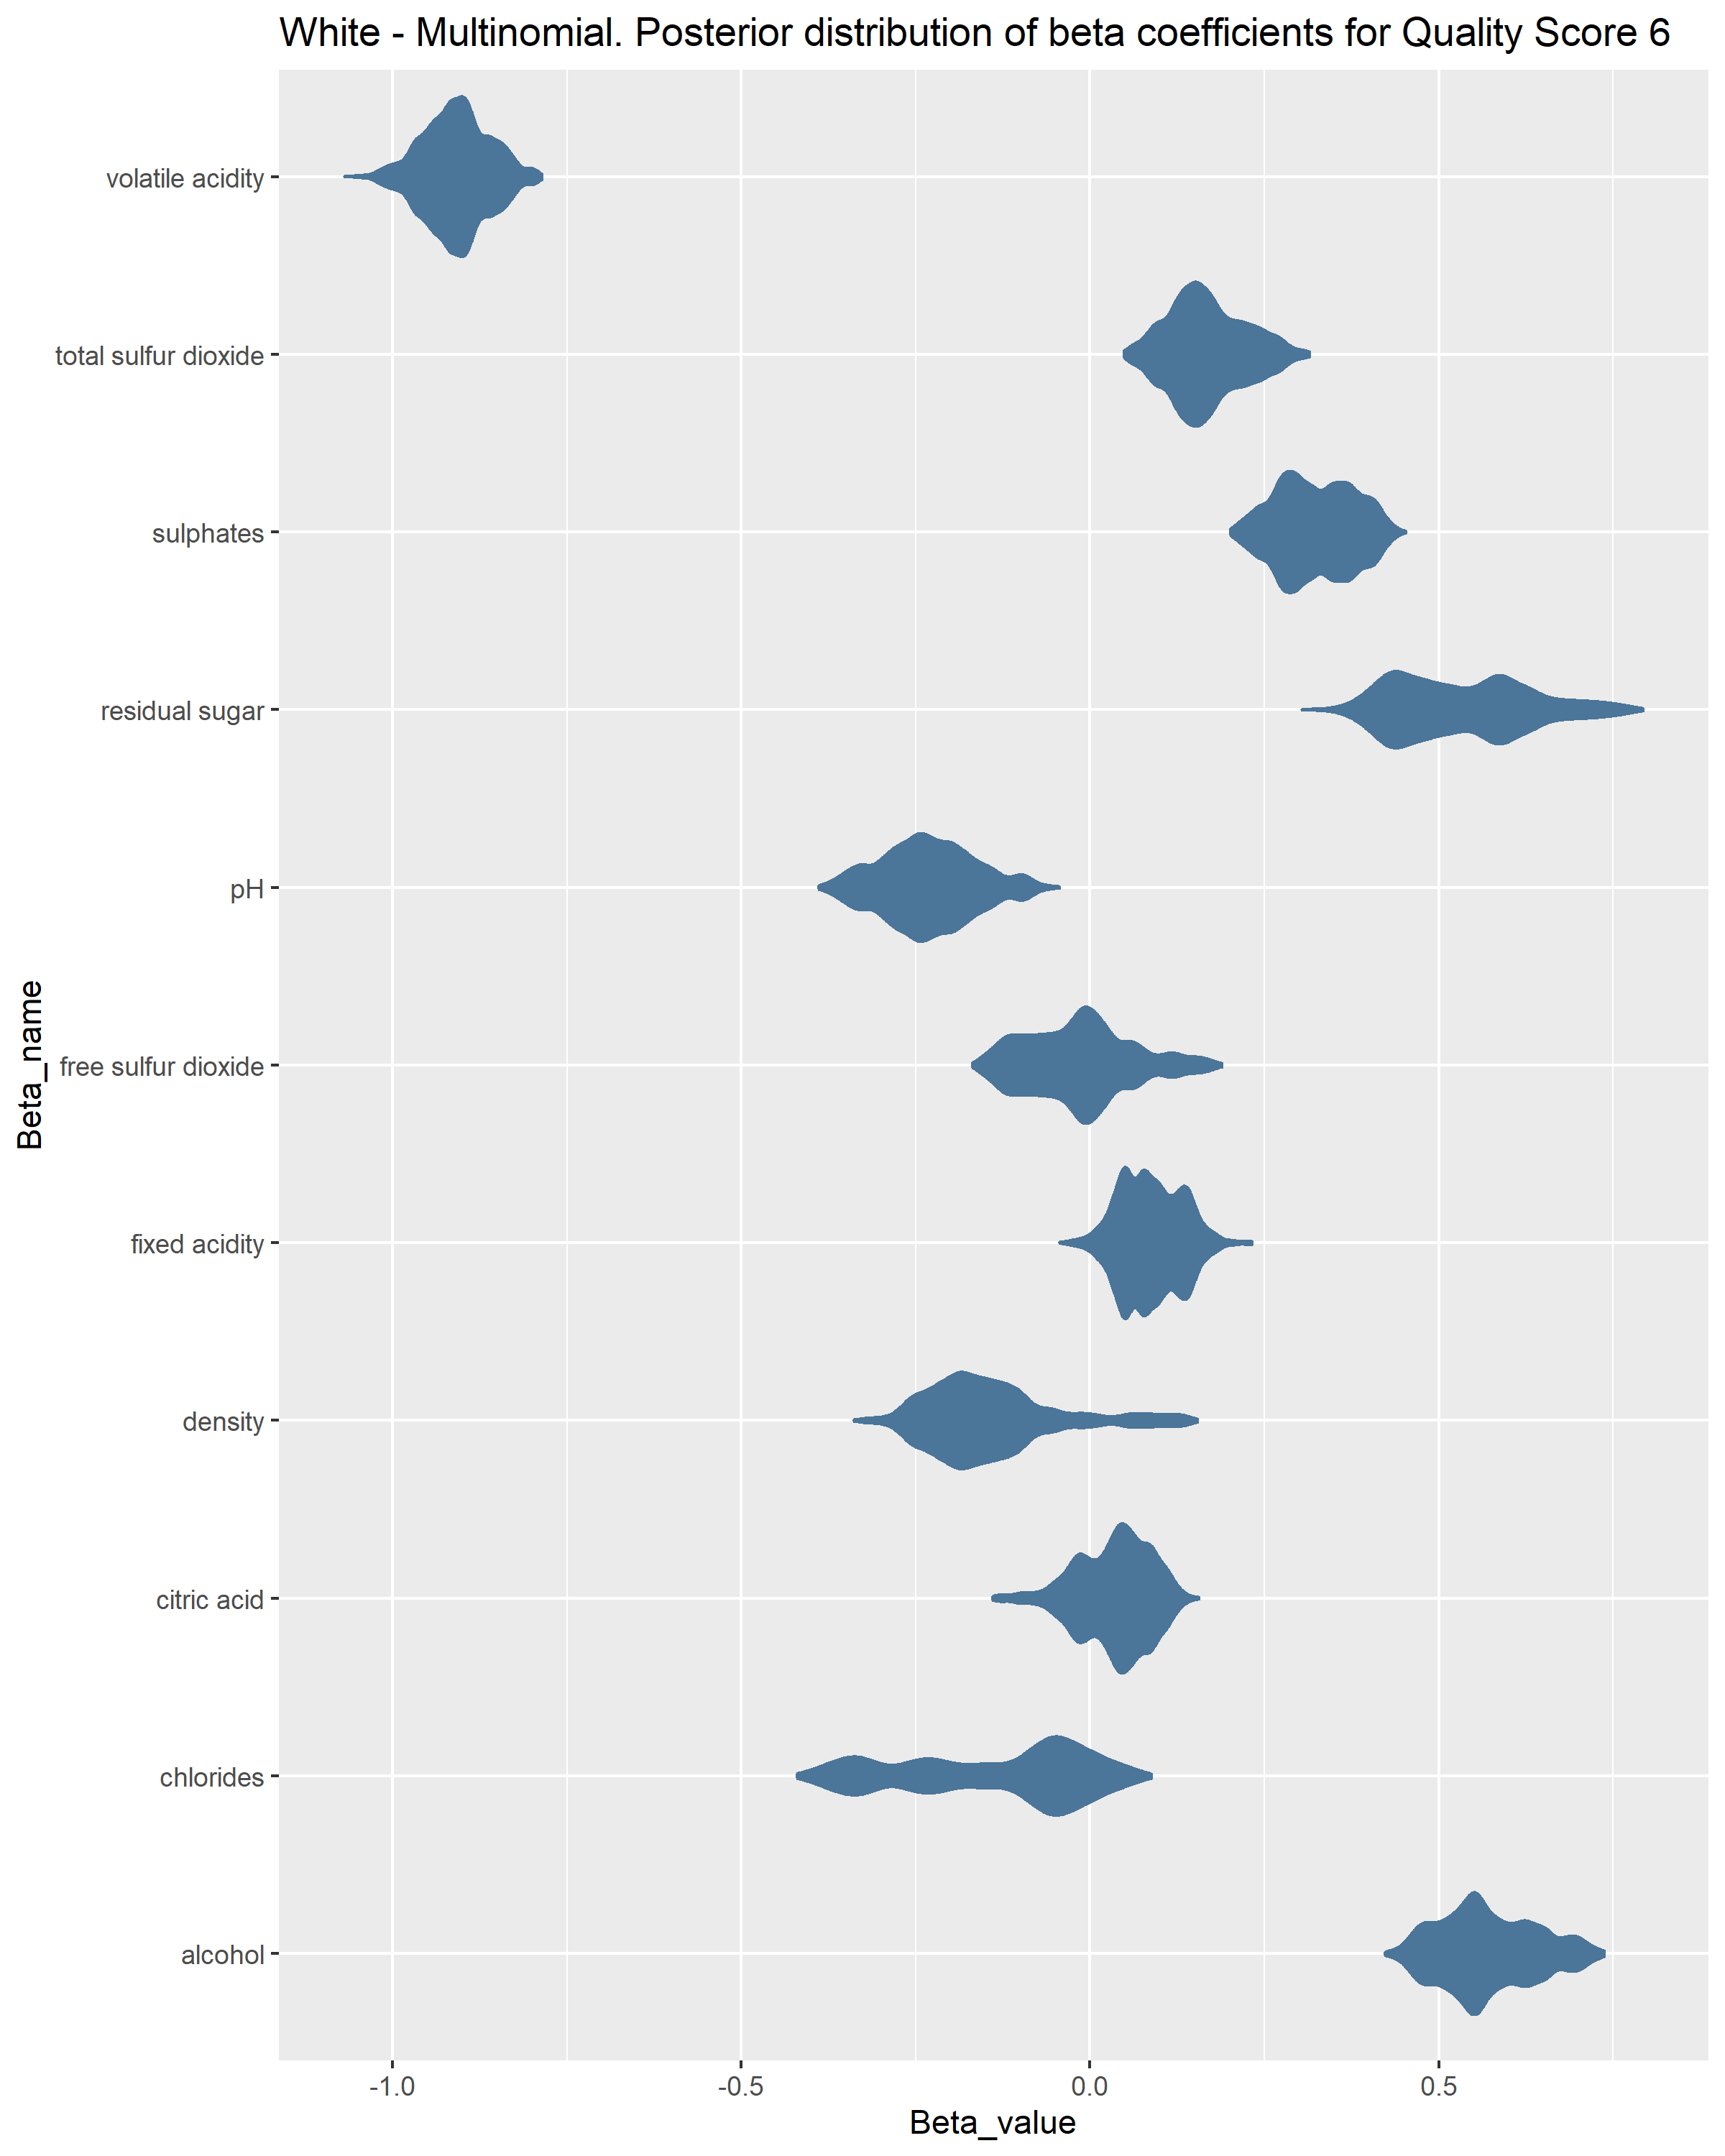 White - Multinomial. Posterior distribution of beta coefficients for Quality Score 6
volatile acidity
total sulfur dioxide
sulphates
residual sugar
pH
free sulfur dioxide
fixed acidity
density
citric acid
chlorides
alcohol
Beta_name
-1.0 -0.5 0.0 0.5
Beta_value